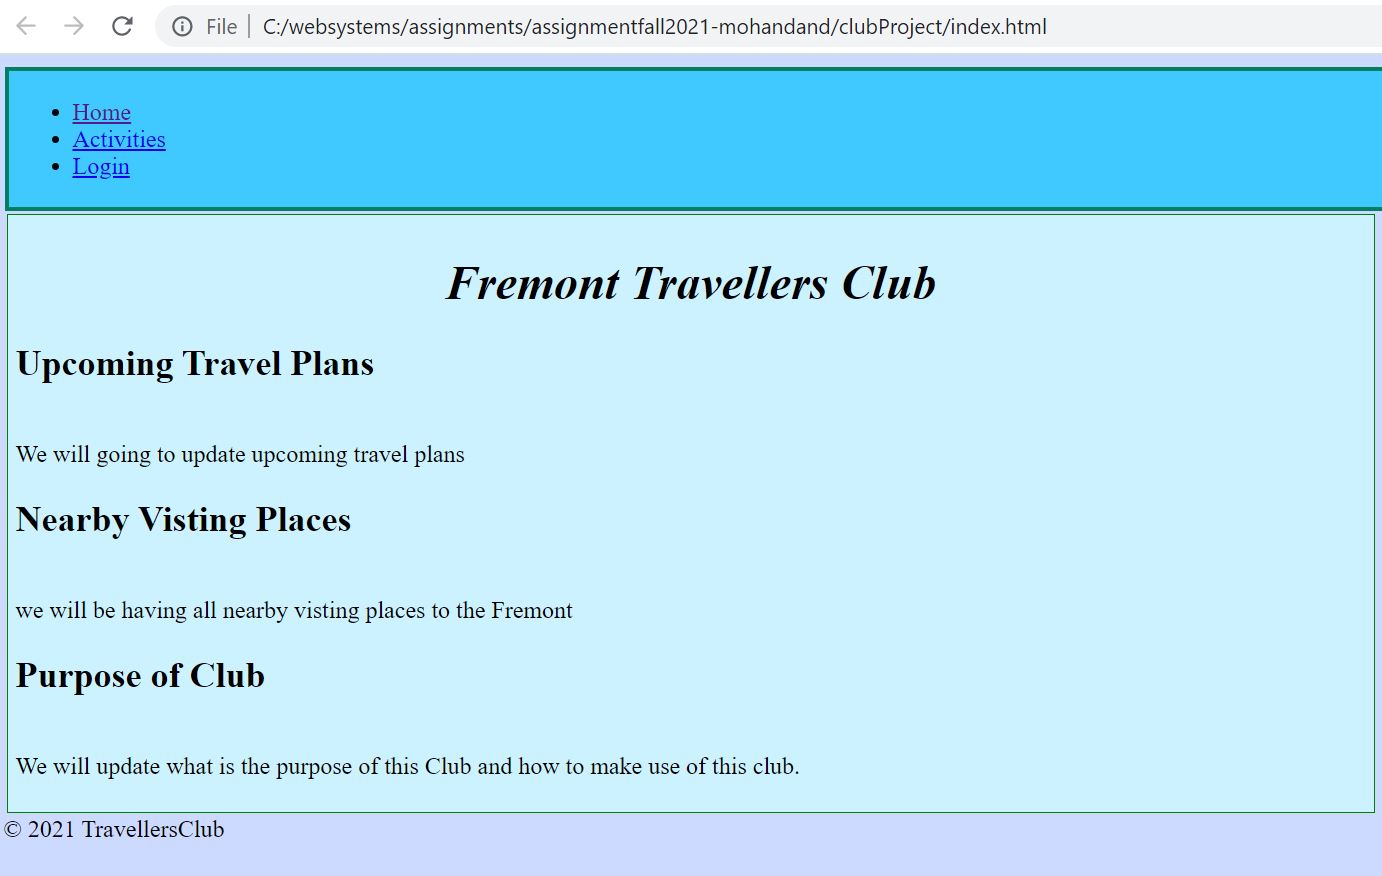 File | C:/websystems/assignments/assignmentfall2021-mohandand/clubProject/index.html
• Home
• Activities
• Login
Fremont Travellers Club
Upcoming Travel Plans
We will going to update upcoming travel plans
Nearby Visting Places
we will be having all nearby visting places to the Fremont
Purpose of Club
We will update what is the purpose of this Club and how to make use of this club.
© 2021 TravellersClub